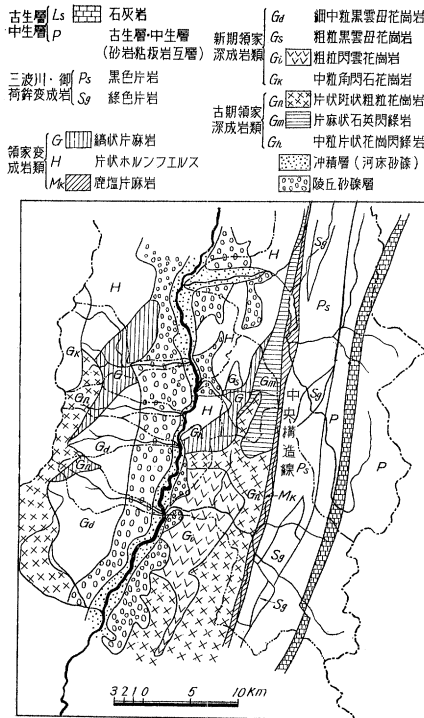 古生層 中生層 Ls 石灰岩
P 古生層・中生層
(砂岩粘板岩互層)
三波川・御荷鉾変成岩 Ps 黒色片岩
Sg 緑色片岩
領家変成岩類 G 縞状片麻岩
H 片状ホルンフエルス
Mk 鹿塩片麻岩
新期領家深成岩類 Gd 細中粒黒雲母花崗岩
Gs 粗粒黒雲母花崗岩
粗粒閃雲花崗岩
GK 中粒角閃石花崗岩
古期領家深成岩類 Gn 片状斑状粗粒花崗岩
Gm 片麻状石英閃緑岩
Gh 中粒片状花崗閃緑岩
冲積層(河床砂礫)
陵丘砂礫層
H
H
Sg
Ps
H
GK
G
Gs
Gm
Gn
H
G
Gh
中央構造線
Sg
P
Gd
Gn
Ps
P
Gn
MK
Gd
Sg
Sg
3 2 1 0 5 10 Km